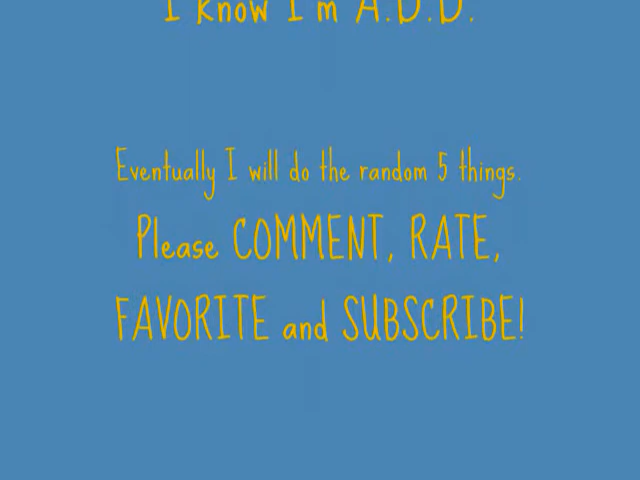 I know I'm A.D.D.
Eventually I will do the random 5 things.
Please COMMENT, RATE,
FAVORITE and SUBSCRIBE!